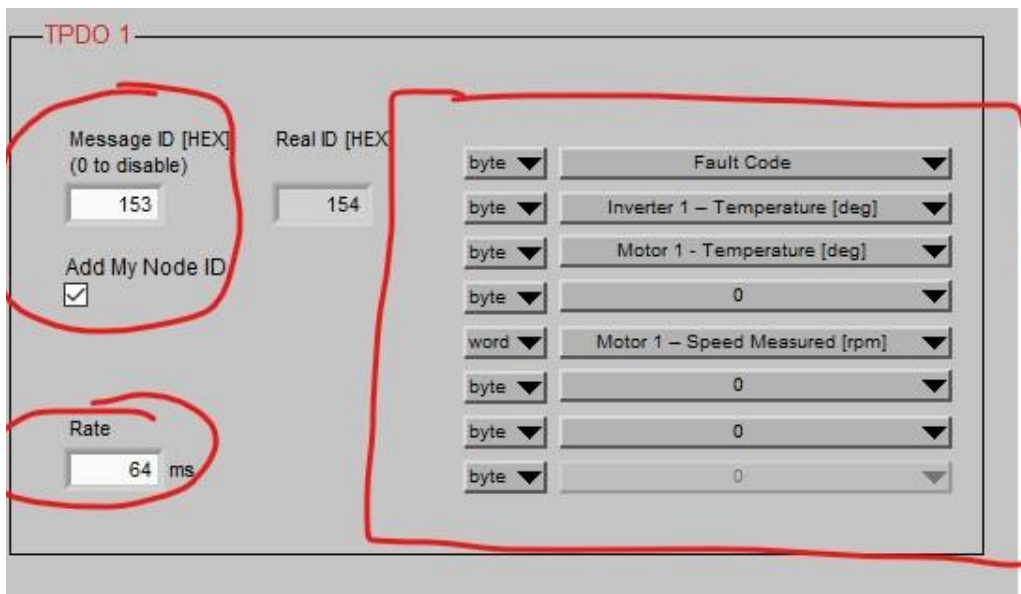 TPDO 1
Message ID [HEX]
(0 to disable)
153
Add My Node ID
Real ID [HEX
154
Rate
64 ms
byte Fault Code
byte Inverter 1 – Temperature [deg]
byte Motor 1 - Temperature [deg]
byte 0
word Motor 1 – Speed Measured [rpm]
byte 0
byte 0
byte 0